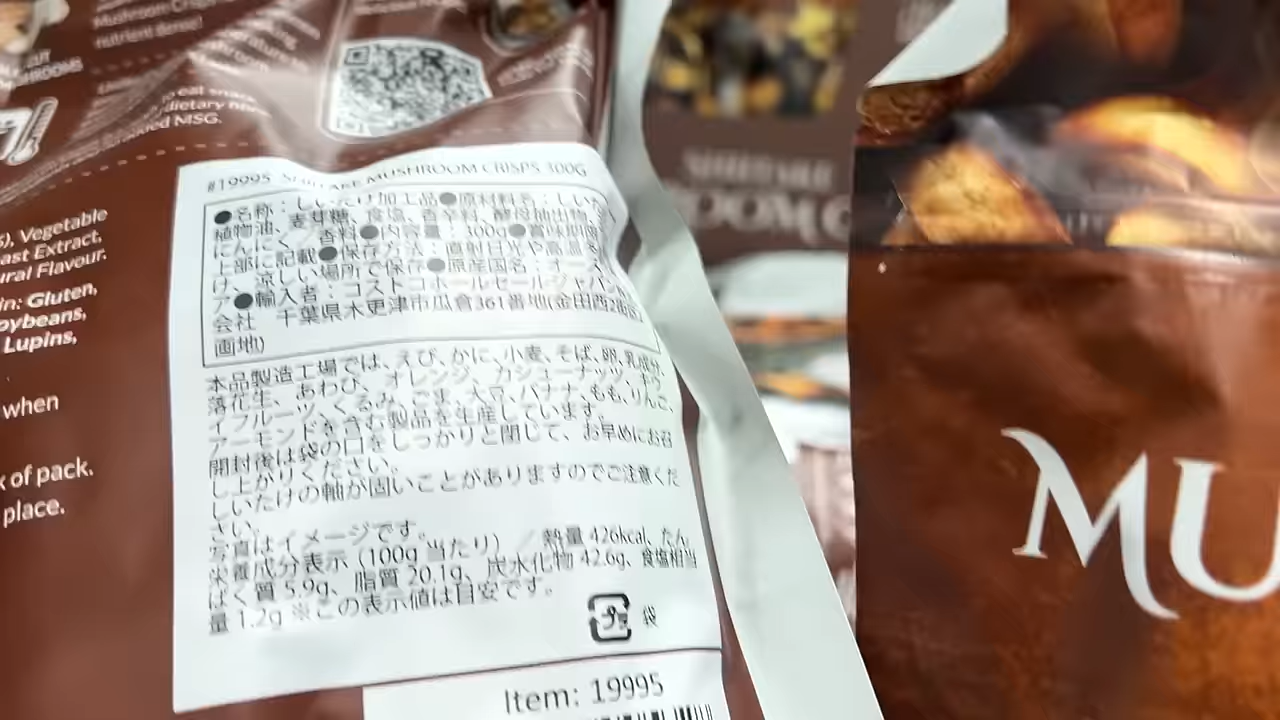 Mushroom Crisps
nutrient dense!
to eat snack
dietary
MSG.
Vegetable
ast Extract,
ural Flavour.
in: Gluten,
oybeans,
Lupins,
when
k of pack.
place.
#19995 SHIITAKE MUSHROOM CRISPS 300G
●名称：しいたけ加工品●原材料名：しいたけ、
植物油、麦芽糖、食塩、香辛料、酵母抽出物、
にんにく／香料●内容量：300g●賞味期限：
上部に記載●保存方法：直射日光や高温多
け、涼しい場所で保存●原産国名：オースト
ア●輸入者：コストコホールセールジャパン
会社 千葉県木更津市瓜倉361番地(金田西2街区
画地)
本品製造工場では、えび、かに、小麦、そば、卵、乳成分、
落花生、あわび、オレンジ、カシューナッツ、キウ
イフルーツ、くるみ、ごま、大豆、バナナ、もも、りんご、
アーモンドを含む製品を生産しています。
開封後は袋の口をしっかりと閉じて、お早めにお召
し上がりください。
しいたけの軸が固いことがありますのでご注意くだ
さい。
写真はイメージです。
栄養成分表示 (100g 当たり) ／ 熱量 426kcal、たん
ぱく質 5.9g、脂質 20.1g、炭水化物 42.6g、食塩相当
量 1.2g ※この表示値は目安です。
プラ 袋
Item: 19995
SHIITAKE
MU